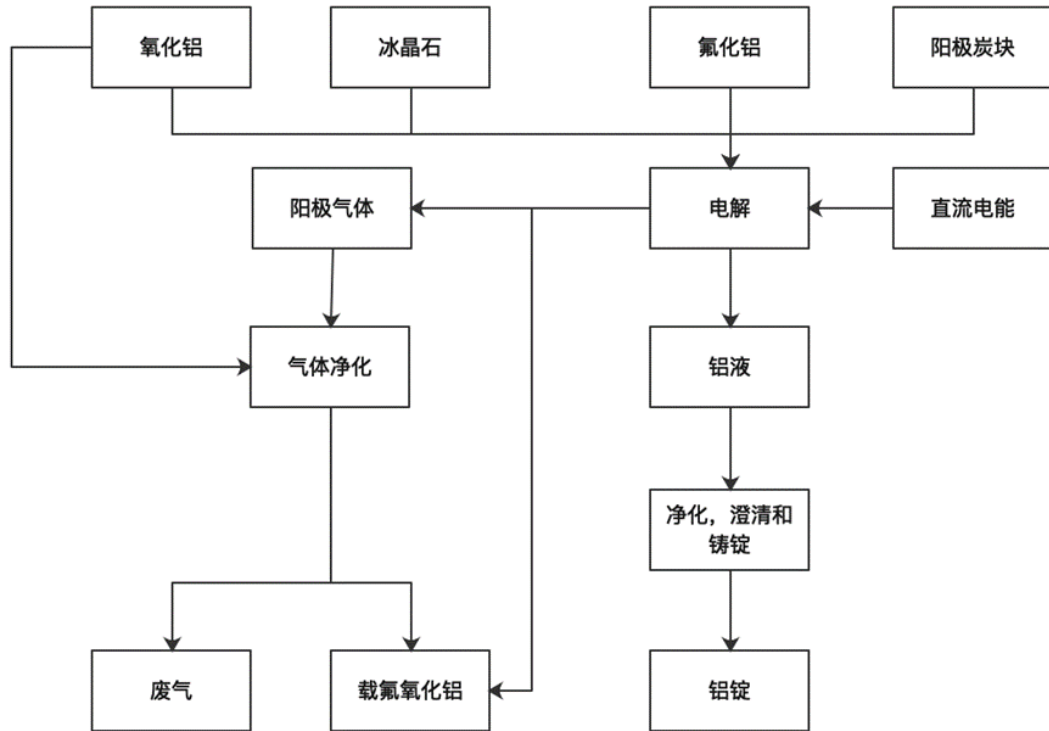 氧化铝
冰晶石
氟化铝
阳极炭块
阳极气体
电解
直流电能
气体净化
铝液
净化，澄清和
铸锭
废气
载氟氧化铝
铝锭